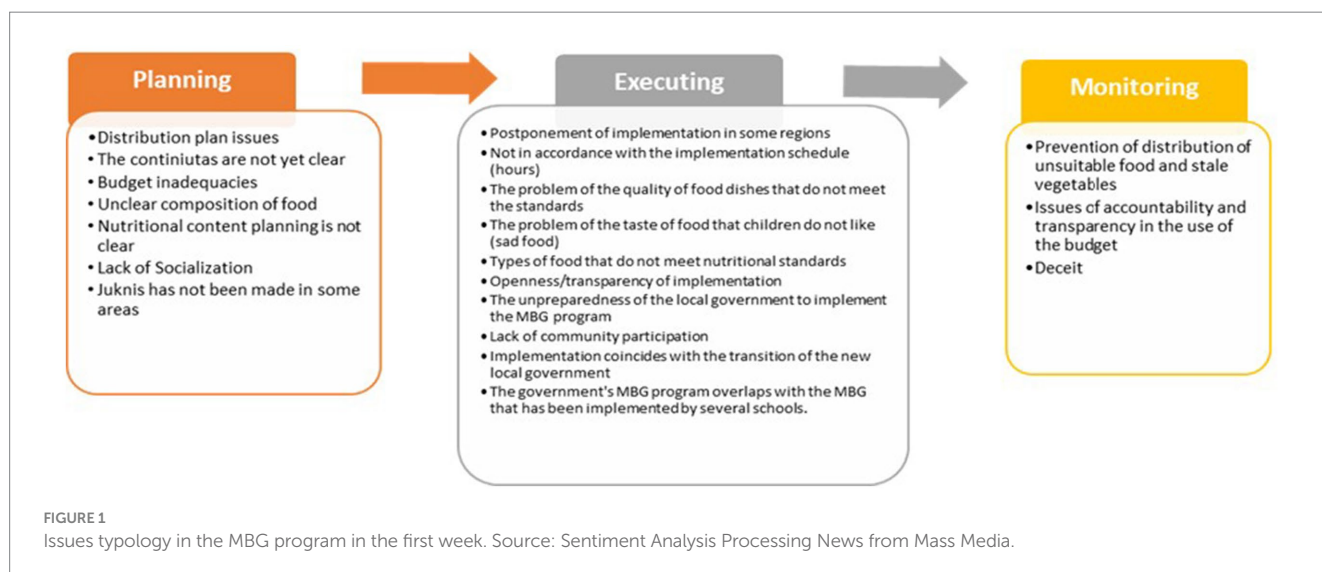 Planning
•Distribution plan issues
•The continiutas are not yet clear
•Budget inadequacies
•Unclear composition of food
•Nutritional content planning is not
clear
•Lack of Socialization
•Juknis has not been made in some
areas
Executing
•Postponement of implementation in some regions
•Not in accordance with the implementation schedule
(hours)
•The problem of the quality of food dishes that do not meet
the standards
•The problem of the taste of food that children do not like
(sad food)
•Types of food that do not meet nutritional standards
•Openness/transparency of implementation
•The unpreparedness of the local government to implement
the MBG program
•Lack of community participation
•Implementation coincides with the transition of the new
local government
•The government's MBG program overlaps with the MBG
that has been implemented by several schools.
Monitoring
•Prevention of distribution of
unsuitable food and stale
vegetables
•Issues of accountability and
transparency in the use of
the budget
•Deceit
FIGURE 1
Issues typology in the MBG program in the first week. Source: Sentiment Analysis Processing News from Mass Media.